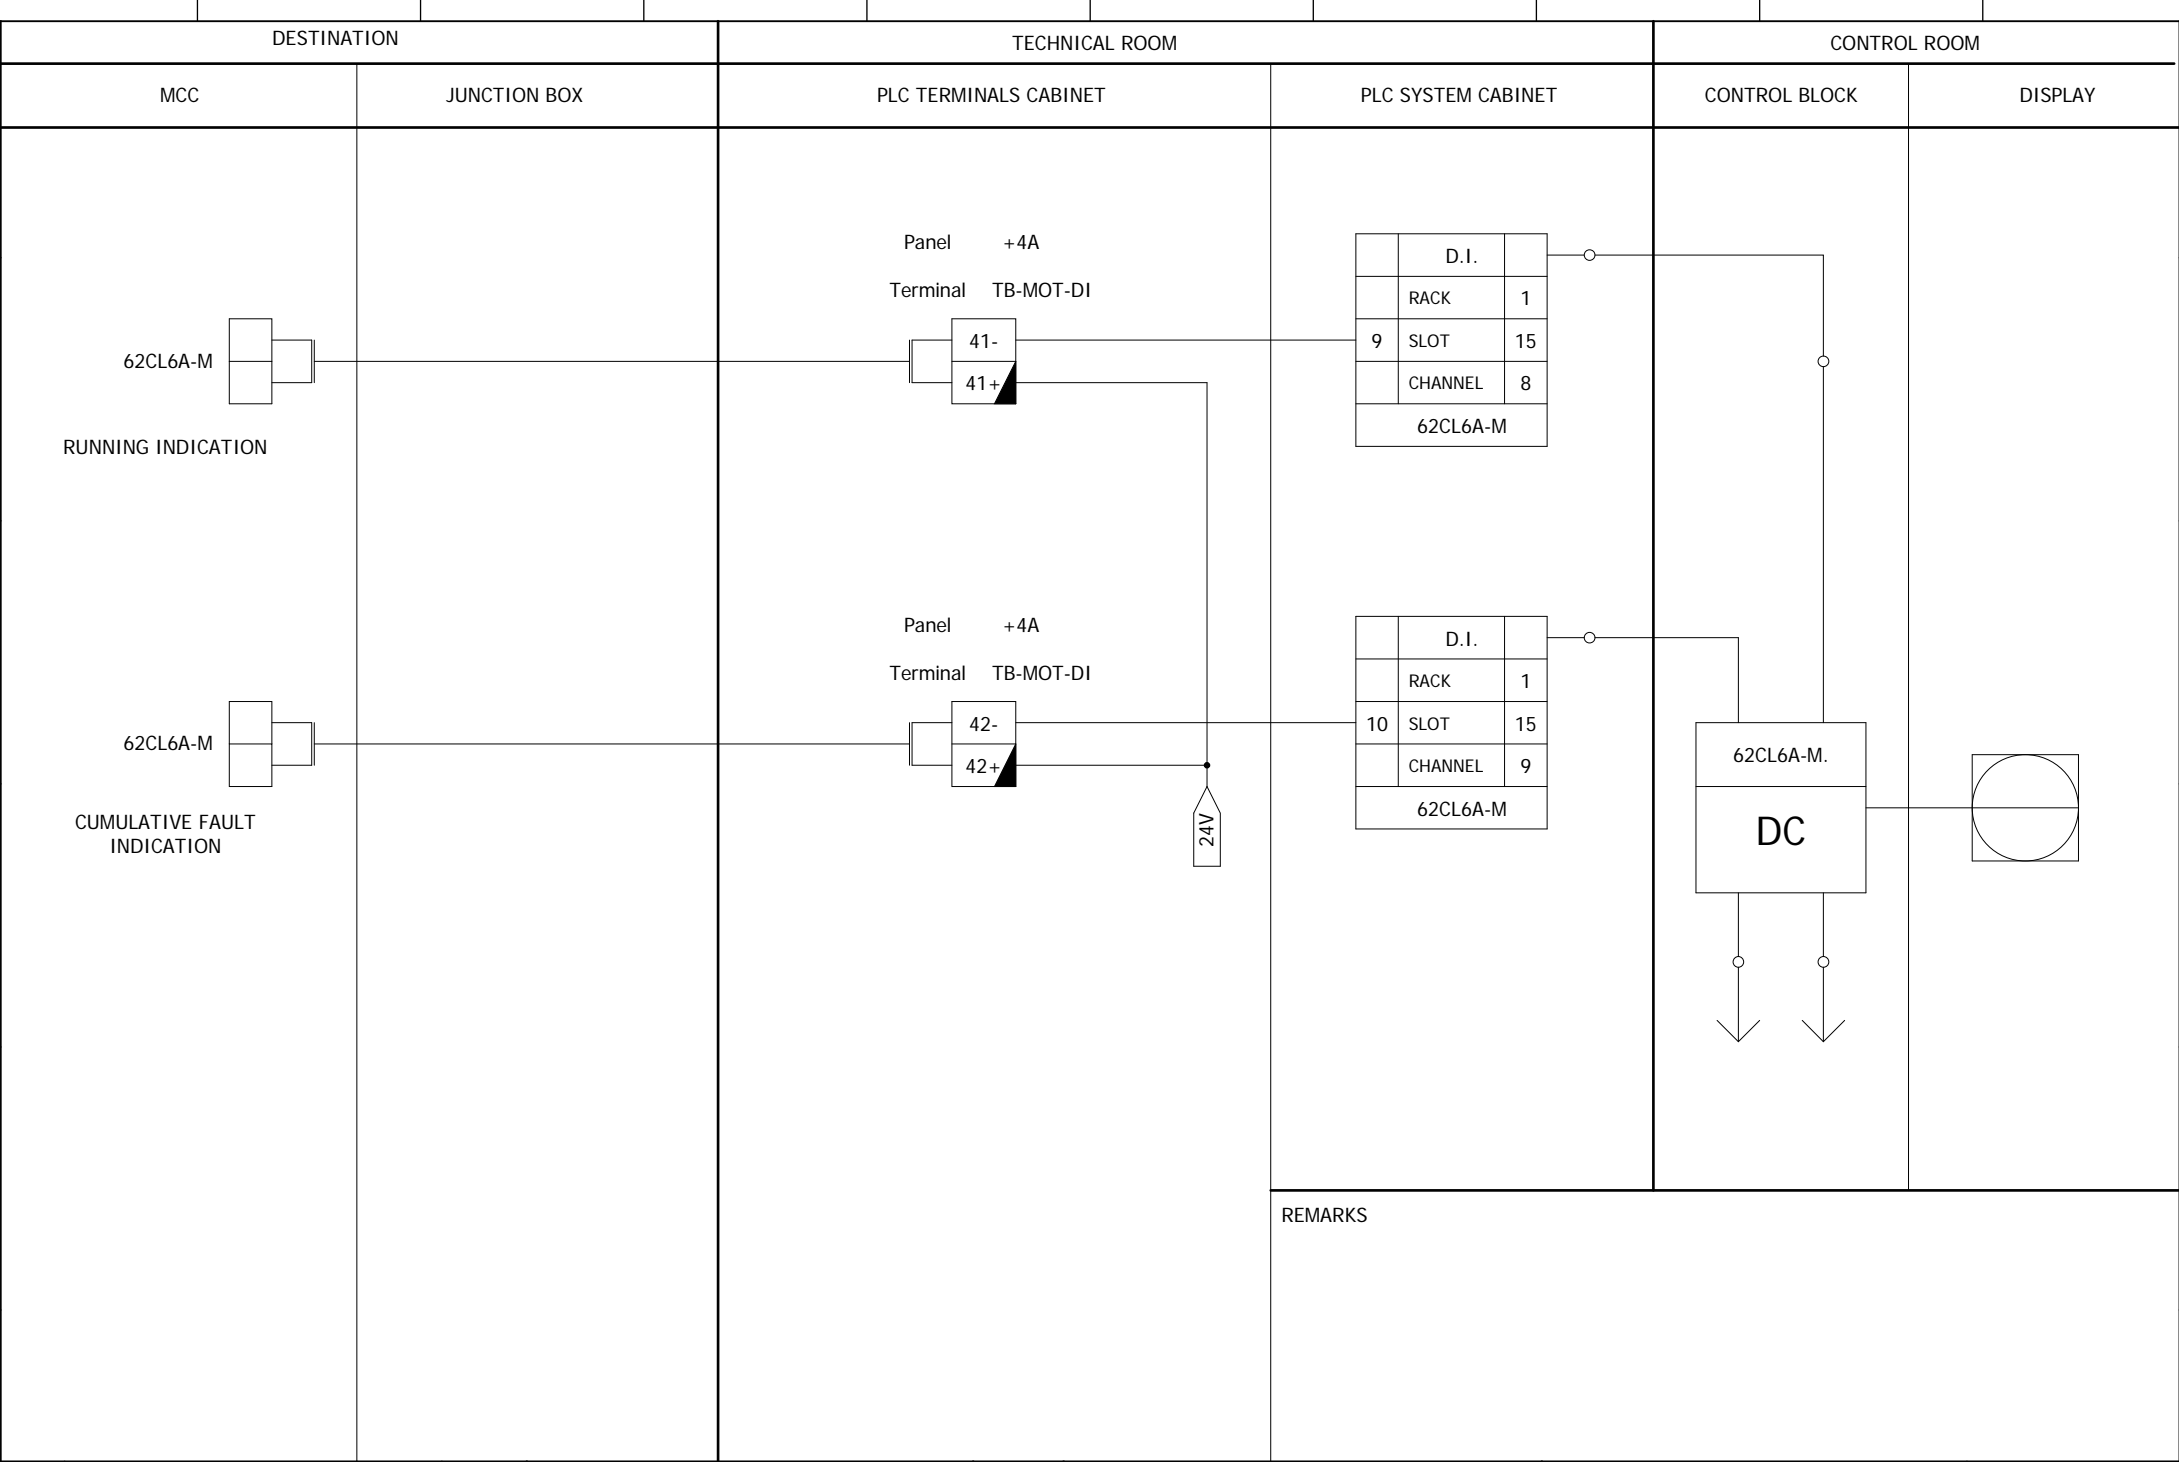 DESTINATION
TECHNICAL ROOM
CONTROL ROOM
MCC
JUNCTION BOX
PLC TERMINALS CABINET
PLC SYSTEM CABINET
CONTROL BLOCK
DISPLAY
Panel +4A
Terminal TB-MOT-DI
62CL6A-M
RUNNING INDICATION
41-
41+
D.I.
RACK 1
9 SLOT 15
CHANNEL 8
62CL6A-M
Panel +4A
Terminal TB-MOT-DI
62CL6A-M
CUMULATIVE FAULT
INDICATION
42-
42+
24V
D.I.
RACK 1
10 SLOT 15
CHANNEL 9
62CL6A-M
62CL6A-M.
DC
REMARKS